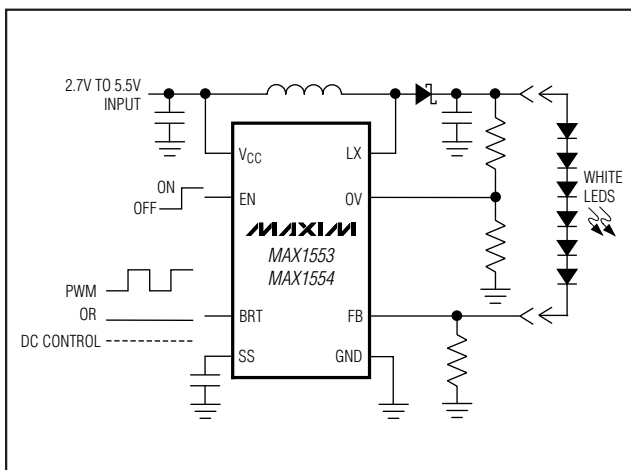 2.7V TO 5.5V
INPUT
VCC
LX
ON
OFF
EN
OV
WHITE
LEDS
MAXIM
MAX1553
MAX1554
PWM
OR
DC CONTROL
BRT
FB
SS
GND